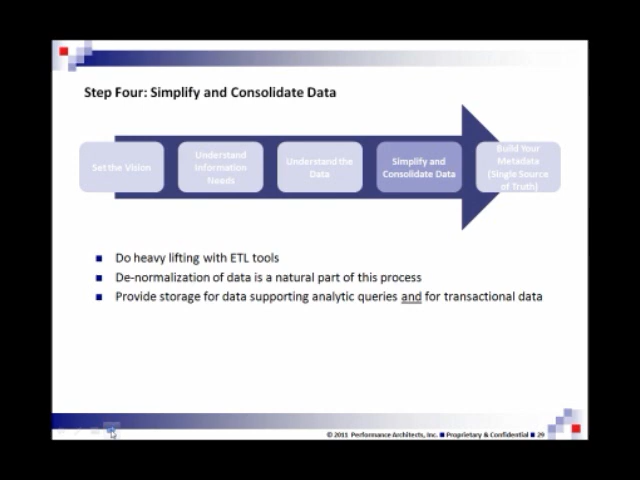 Step Four: Simplify and Consolidate Data
Set the Vision
Understand
Information
Needs
Understand the
Data
Simplify and
Consolidate Data
Build Your
Metadata
(Single Source
of Truth)
Do heavy lifting with ETL tools
De-normalization of data is a natural part of this process
Provide storage for data supporting analytic queries and for transactional data
© 2011 Performance Architects, Inc. ■ Proprietary & Confidential ■ 29